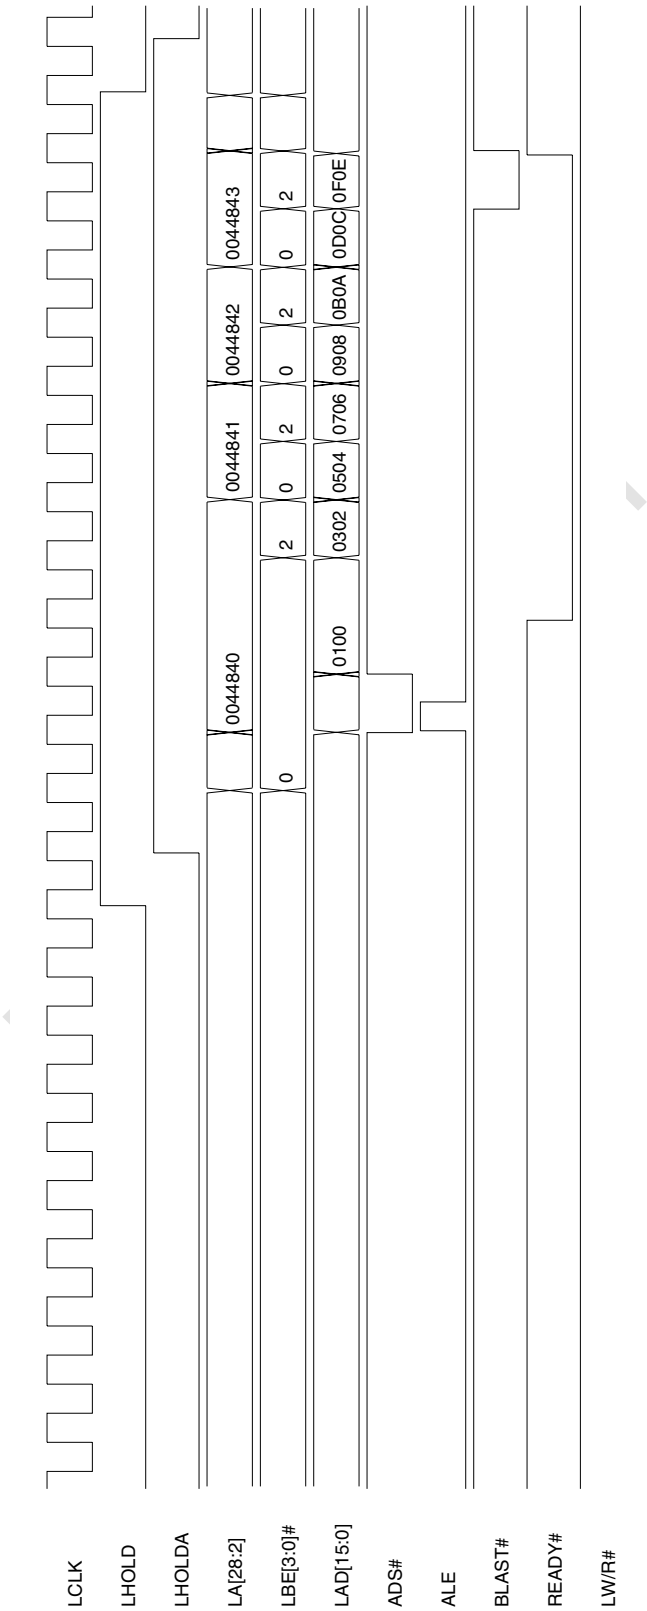 LCLK
LHOLD
LHOLDA
LA[28:2] 0044840 0044841 0044842 0044843
LBE[3:0]# 0 2 0 2 0 2 0 2
LAD[15:0] 0100 0302 0504 0706 0908 0B0A 0D0C 0F0E
ADS#
ALE
BLAST#
READY#
LW/R#